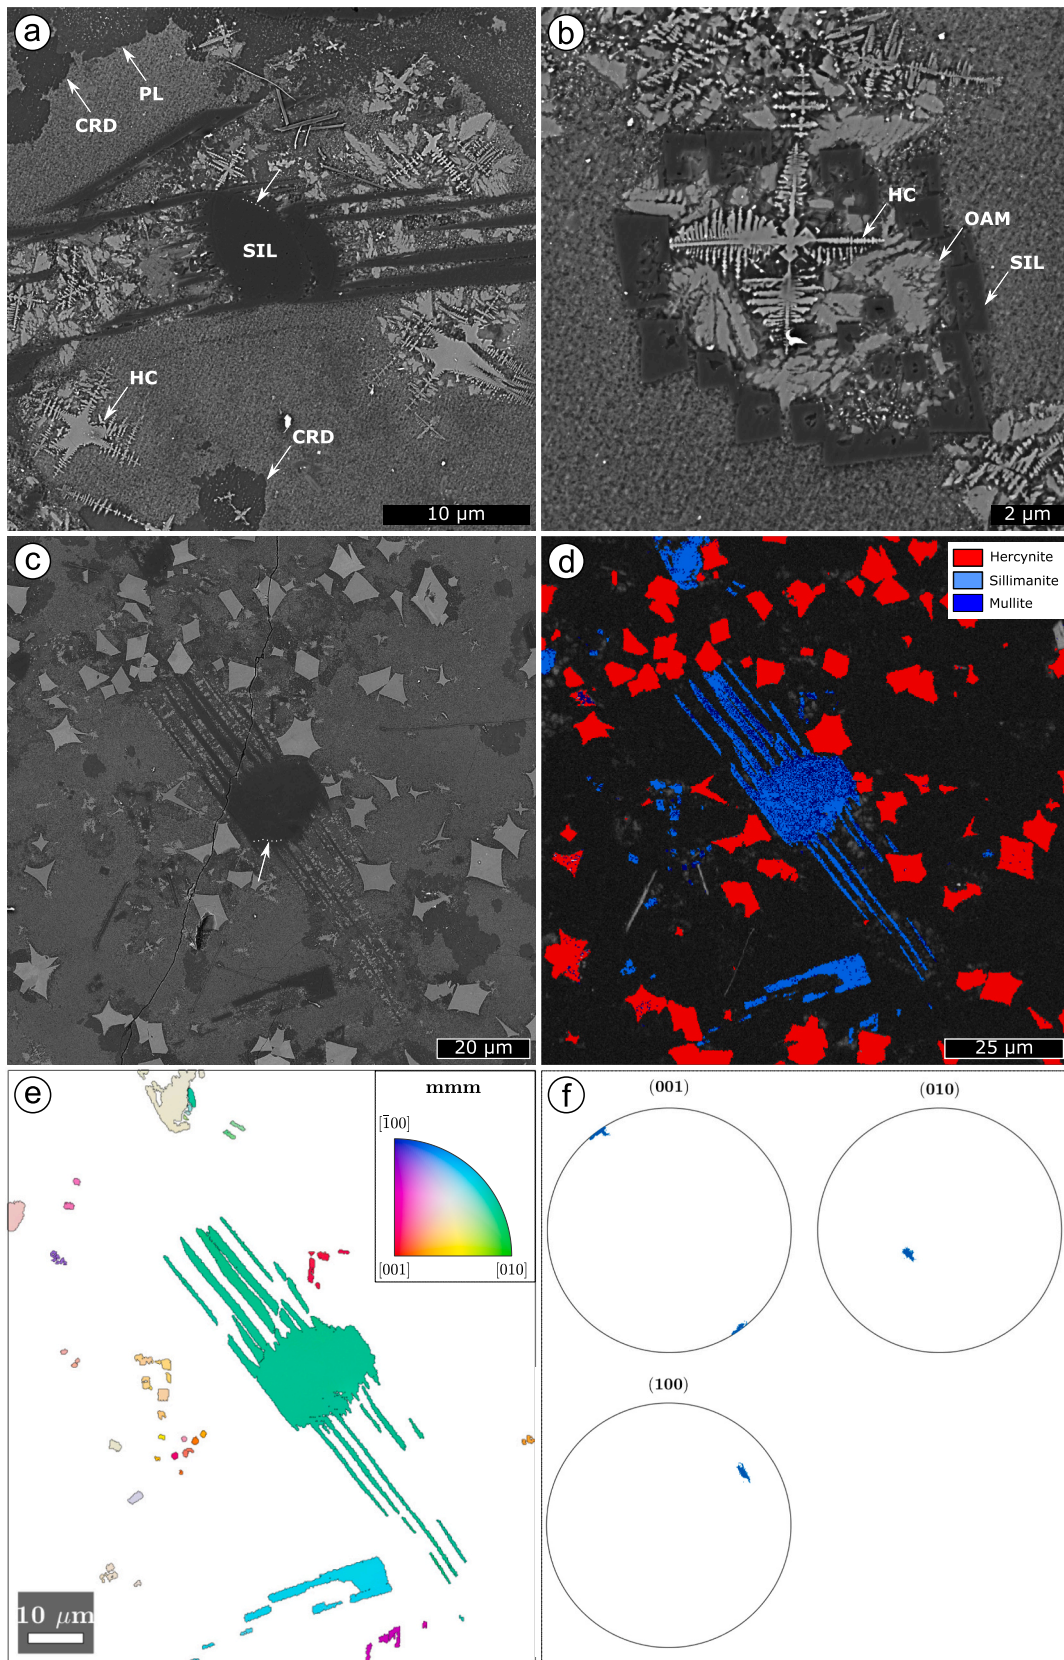 a
PL
CRD
SIL
HC
CRD
10 µm
b
HC
OAM
SIL
2 µm
c
20 µm
d
Hercynite
Sillimanite
Mullite
25 µm
e
mmm
[1̄00]
[001]
[010]
10 µm
f
(001)
(010)
(100)